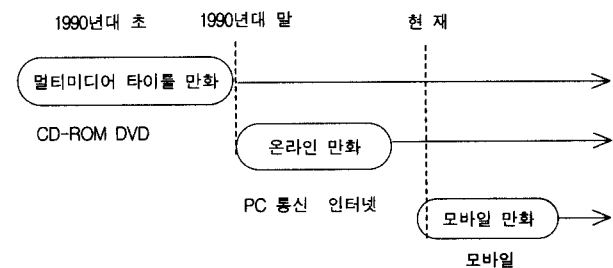 1990년대 초 1990년대 말 현 재
멀티미디어 타이틀 만화
CD-ROM DVD
온라인 만화
PC 통신 인터넷
모바일 만화
모바일